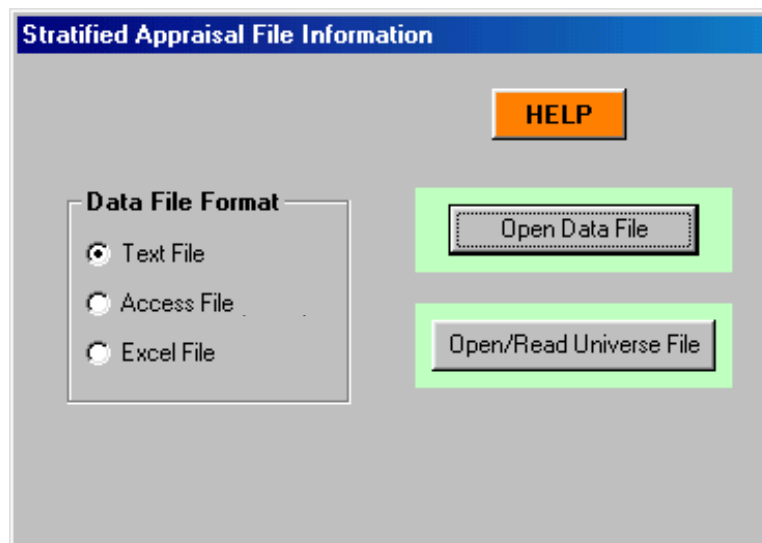 Stratified Appraisal File Information
HELP
Data File Format
Text File
Access File
Excel File
Open Data File
Open/Read Universe File